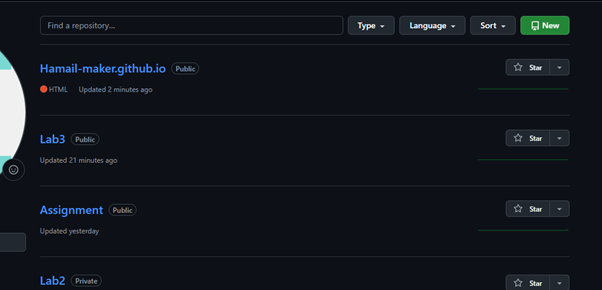 Find a repository... Type Language Sort New
Hamail-maker.github.io Public Star
HTML Updated 2 minutes ago
Lab3 Public Star
Updated 21 minutes ago
Assignment Public Star
Updated yesterday
Lab2 Private Star